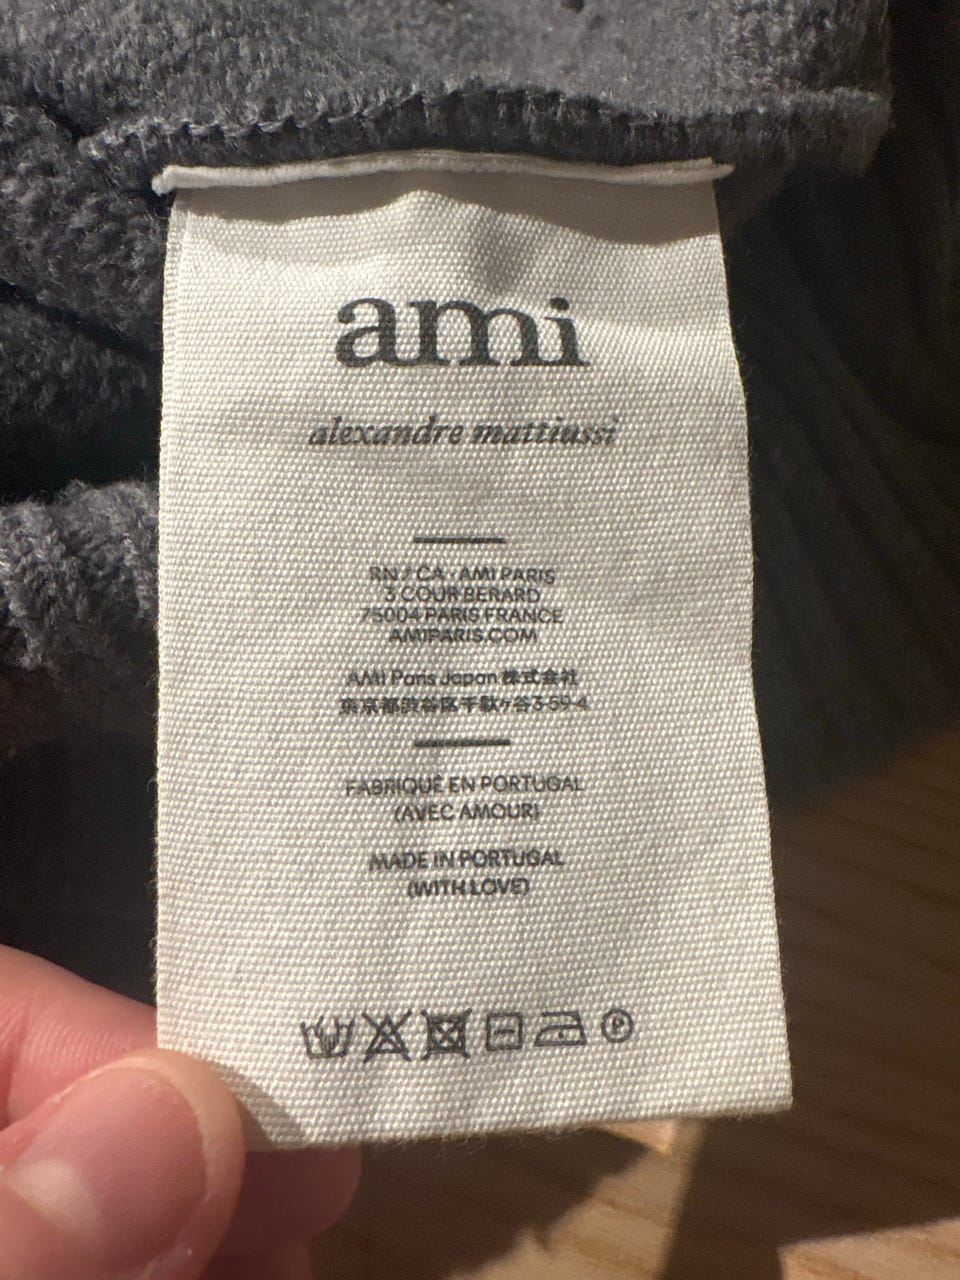 ami
alexandre mattiussi
RN / CA - AMI PARIS
3 COUR BERARD
75004 PARIS FRANCE
AMIPARIS.COM
AMI Paris Japan 株式会社
東京都渋谷区千駄ヶ谷3-59-4
FABRIQUÉ EN PORTUGAL
(AVEC AMOUR)
MADE IN PORTUGAL
(WITH LOVE)
P